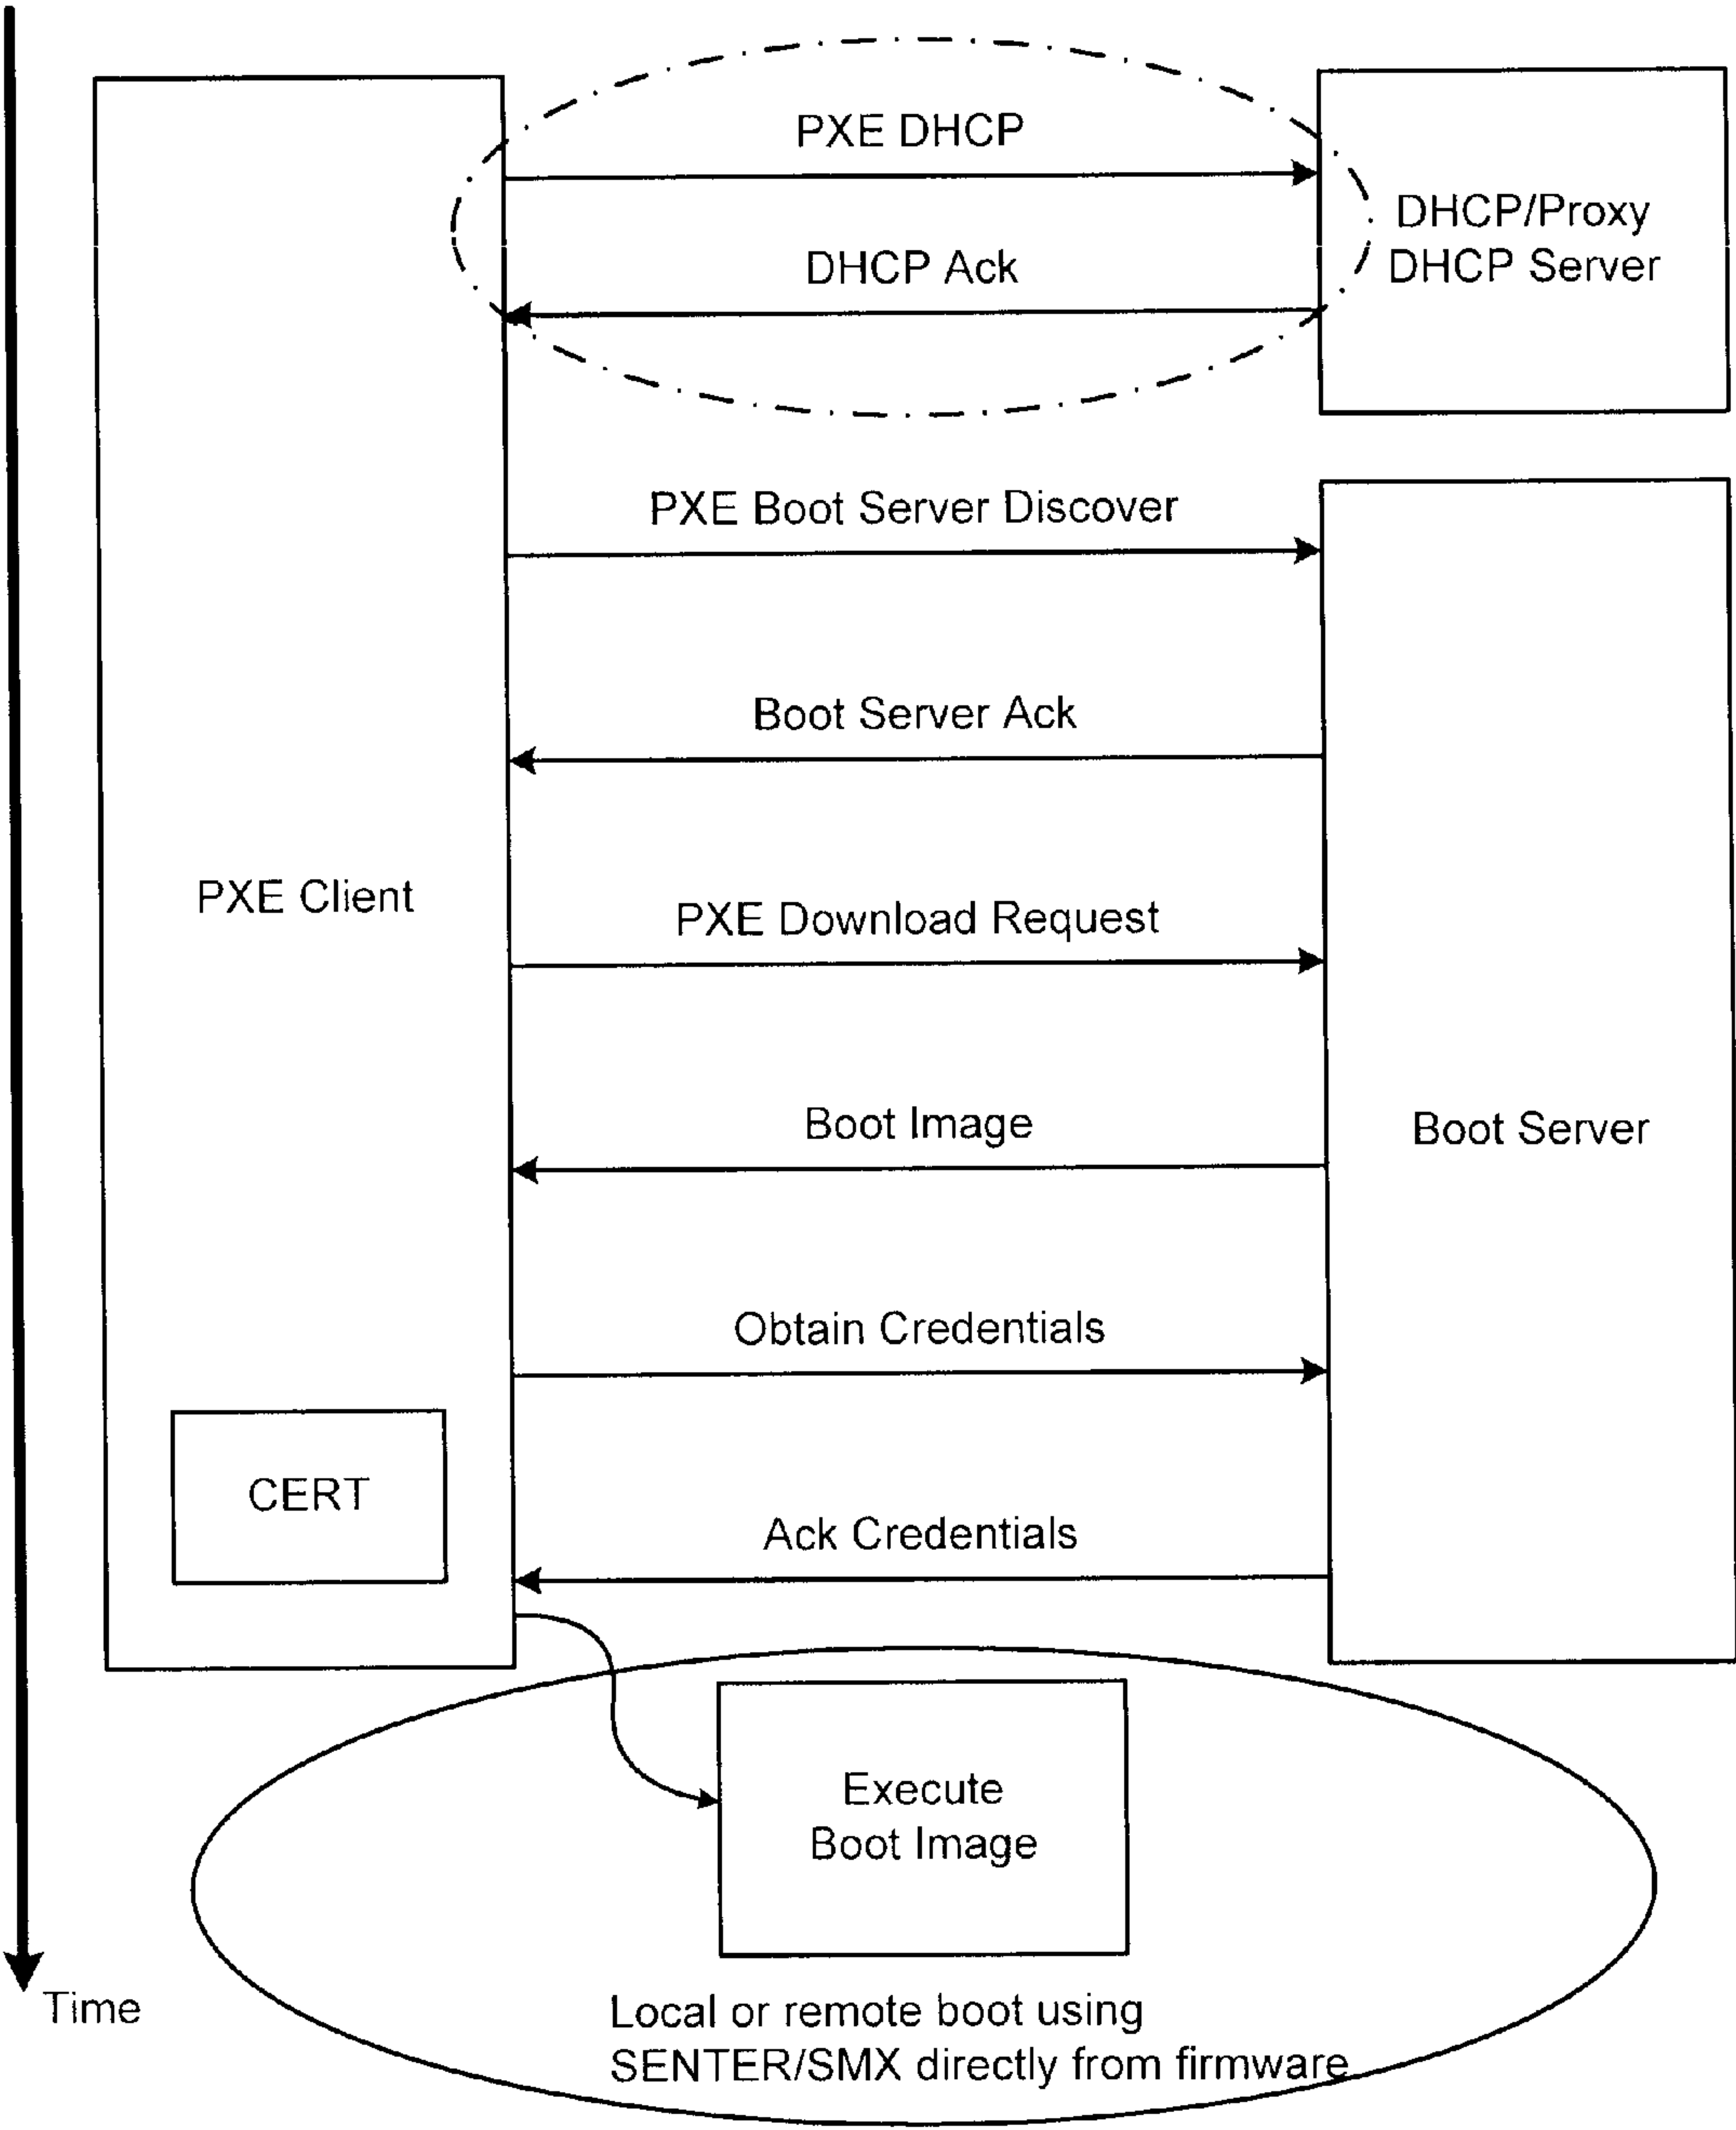 PXE DHCP
DHCP/Proxy
DHCP Server
DHCP Ack
PXE Boot Server Discover
Boot Server Ack
PXE Client
PXE Download Request
Boot Image
Boot Server
Obtain Credentials
CERT
Ack Credentials
Execute
Boot Image
Time
Local or remote boot using
SENTER/SMX directly from firmware